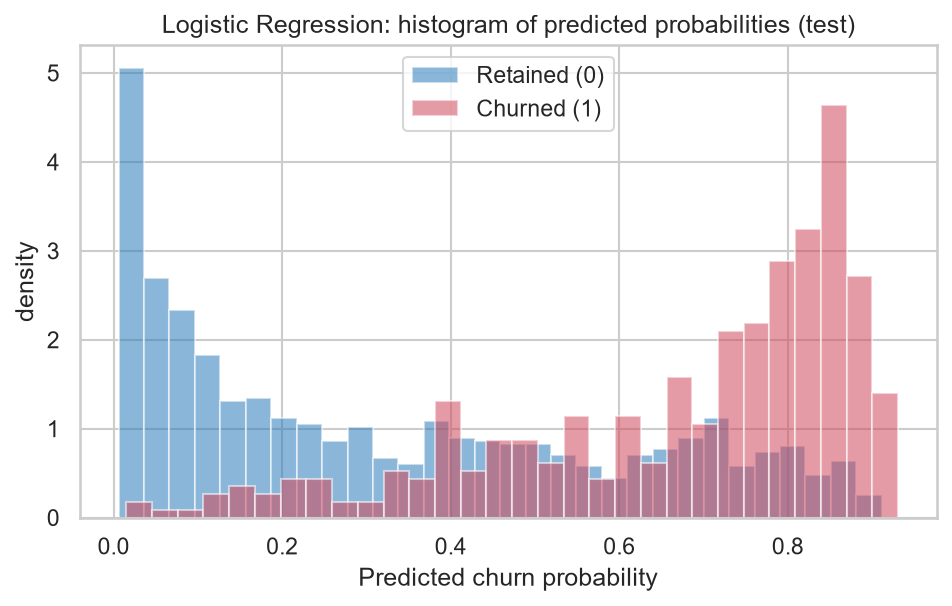 Logistic Regression: histogram of predicted probabilities (test)
Retained (0)
Churned (1)
5
4
3
2
1
0
density
0.0 0.2 0.4 0.6 0.8
Predicted churn probability